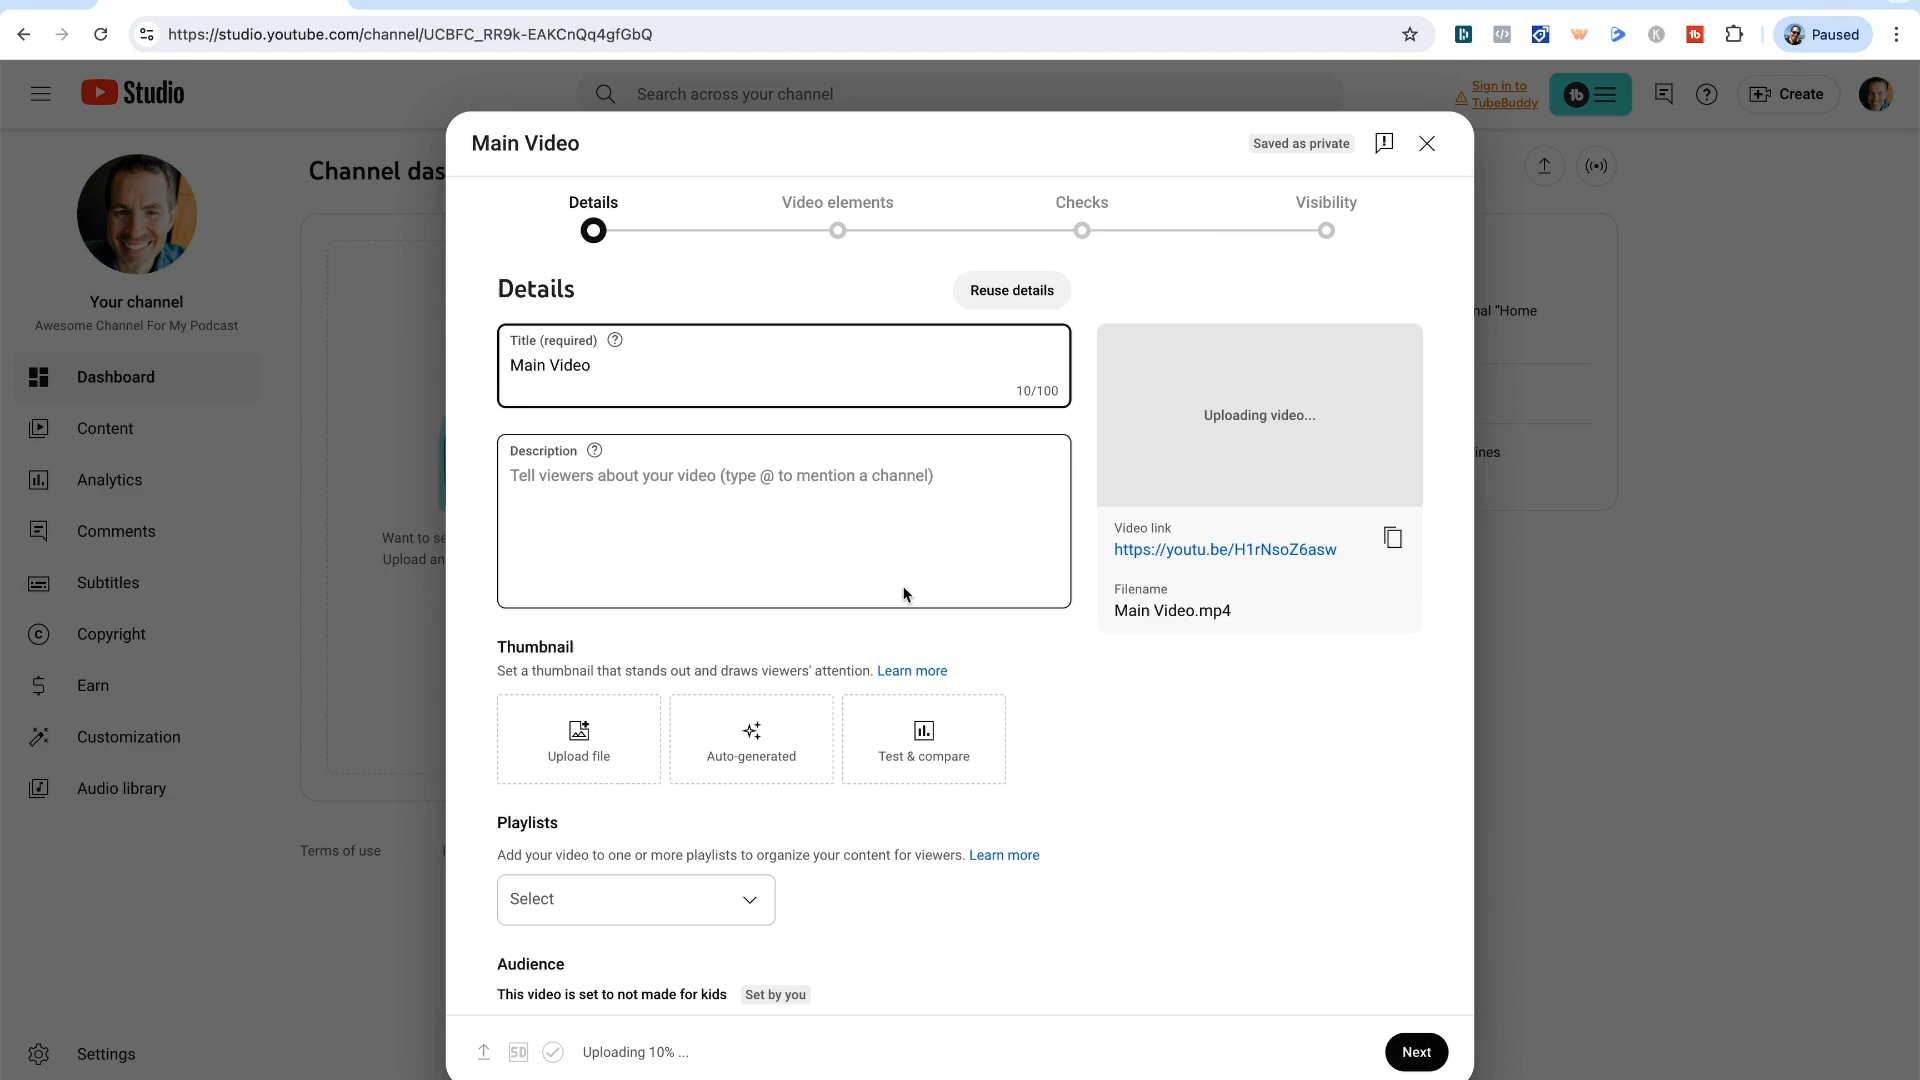 https://studio.youtube.com/channel/UCBFC_RR9k-EAKCnQq4gfGbQ
Paused
Studio
Search across your channel
Sign in to
TubeBuddy
Create
Main Video
Saved as private
Channel das
Details
Video elements
Checks
Visibility
Your channel
Awesome Channel For My Podcast
Dashboard
Content
Analytics
Comments
Subtitles
Copyright
Earn
Customization
Audio library
Settings
Want to se
Upload an
Terms of use
Details
Reuse details
Title (required)
Main Video
10/100
Description
Tell viewers about your video (type @ to mention a channel)
Uploading video...
Video link
https://youtu.be/H1rNsoZ6asw
Filename
Main Video.mp4
nal “Home
ines
Thumbnail
Set a thumbnail that stands out and draws viewers' attention. Learn more
Upload file
Auto-generated
Test & compare
Playlists
Add your video to one or more playlists to organize your content for viewers. Learn more
Select
Audience
This video is set to not made for kids
Set by you
SD
Uploading 10% ...
Next